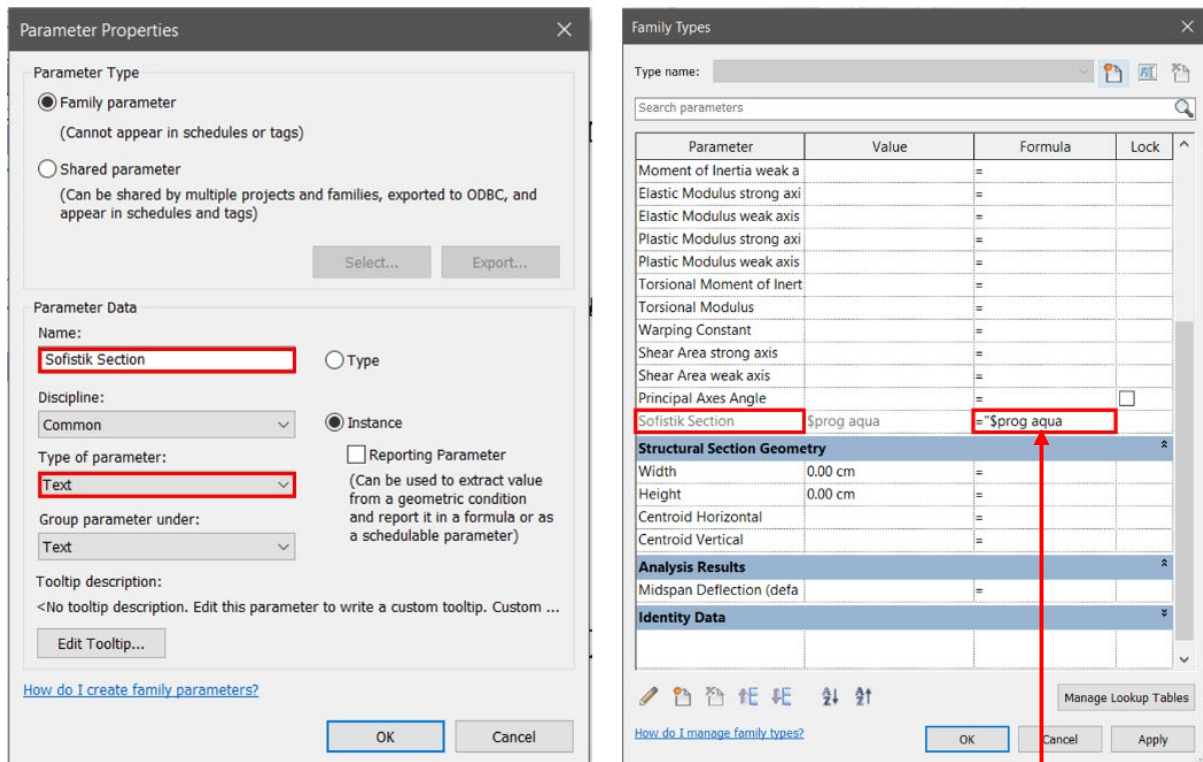 Parameter Properties
Parameter Type
Family parameter
(Cannot appear in schedules or tags)
Shared parameter
(Can be shared by multiple projects and families, exported to ODBC, and
appear in schedules and tags)
Select...
Export...
Parameter Data
Name:
Sofistik Section
Type
Discipline:
Common
Instance
Type of parameter:
Reporting Parameter
Text
(Can be used to extract value
from a geometric condition
and report it in a formula or as
a schedulable parameter)
Group parameter under:
Text
Tooltip description:
<No tooltip description. Edit this parameter to write a custom tooltip. Custom ...
Edit Tooltip...
How do I create family parameters?
OK
Cancel
Family Types
Type name:
Search parameters
Parameter Value Formula Lock
Moment of Inertia weak a =
Elastic Modulus strong axi =
Elastic Modulus weak axis =
Plastic Modulus strong axi =
Plastic Modulus weak axis =
Torsional Moment of Inert =
Torsional Modulus =
Warping Constant =
Shear Area strong axis =
Shear Area weak axis =
Principal Axes Angle =
Sofistik Section $prog aqua ="$prog aqua
Structural Section Geometry
Width 0.00 cm =
Height 0.00 cm =
Centroid Horizontal =
Centroid Vertical =
Analysis Results
Midspan Deflection (defa =
Identity Data
Manage Lookup Tables
How do I manage family types?
OK
Cancel
Apply